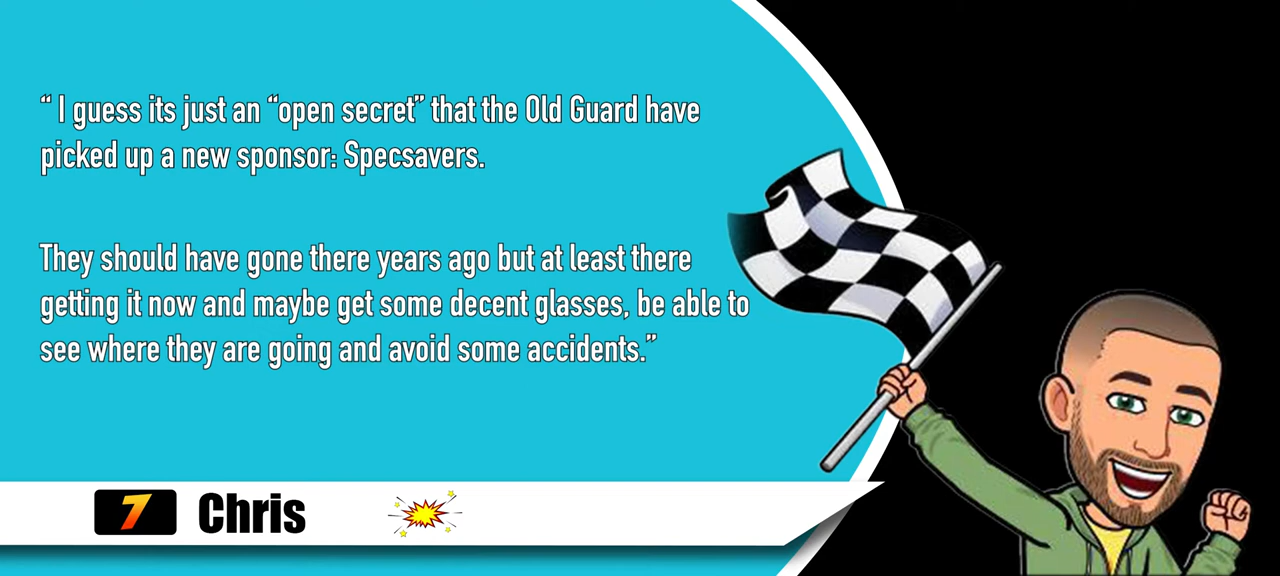 “ I guess its just an “open secret” that the Old Guard have
picked up a new sponsor: Specsavers.
They should have gone there years ago but at least there
getting it now and maybe get some decent glasses, be able to
see where they are going and avoid some accidents.”
7 Chris